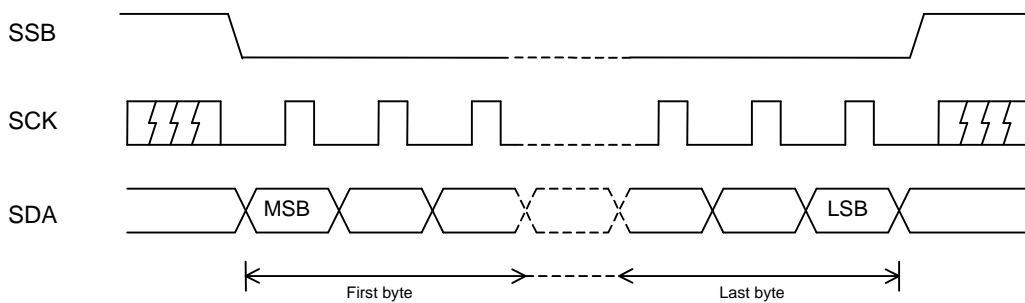 SSB
SCK
SDA
MSB
LSB
First byte
Last byte